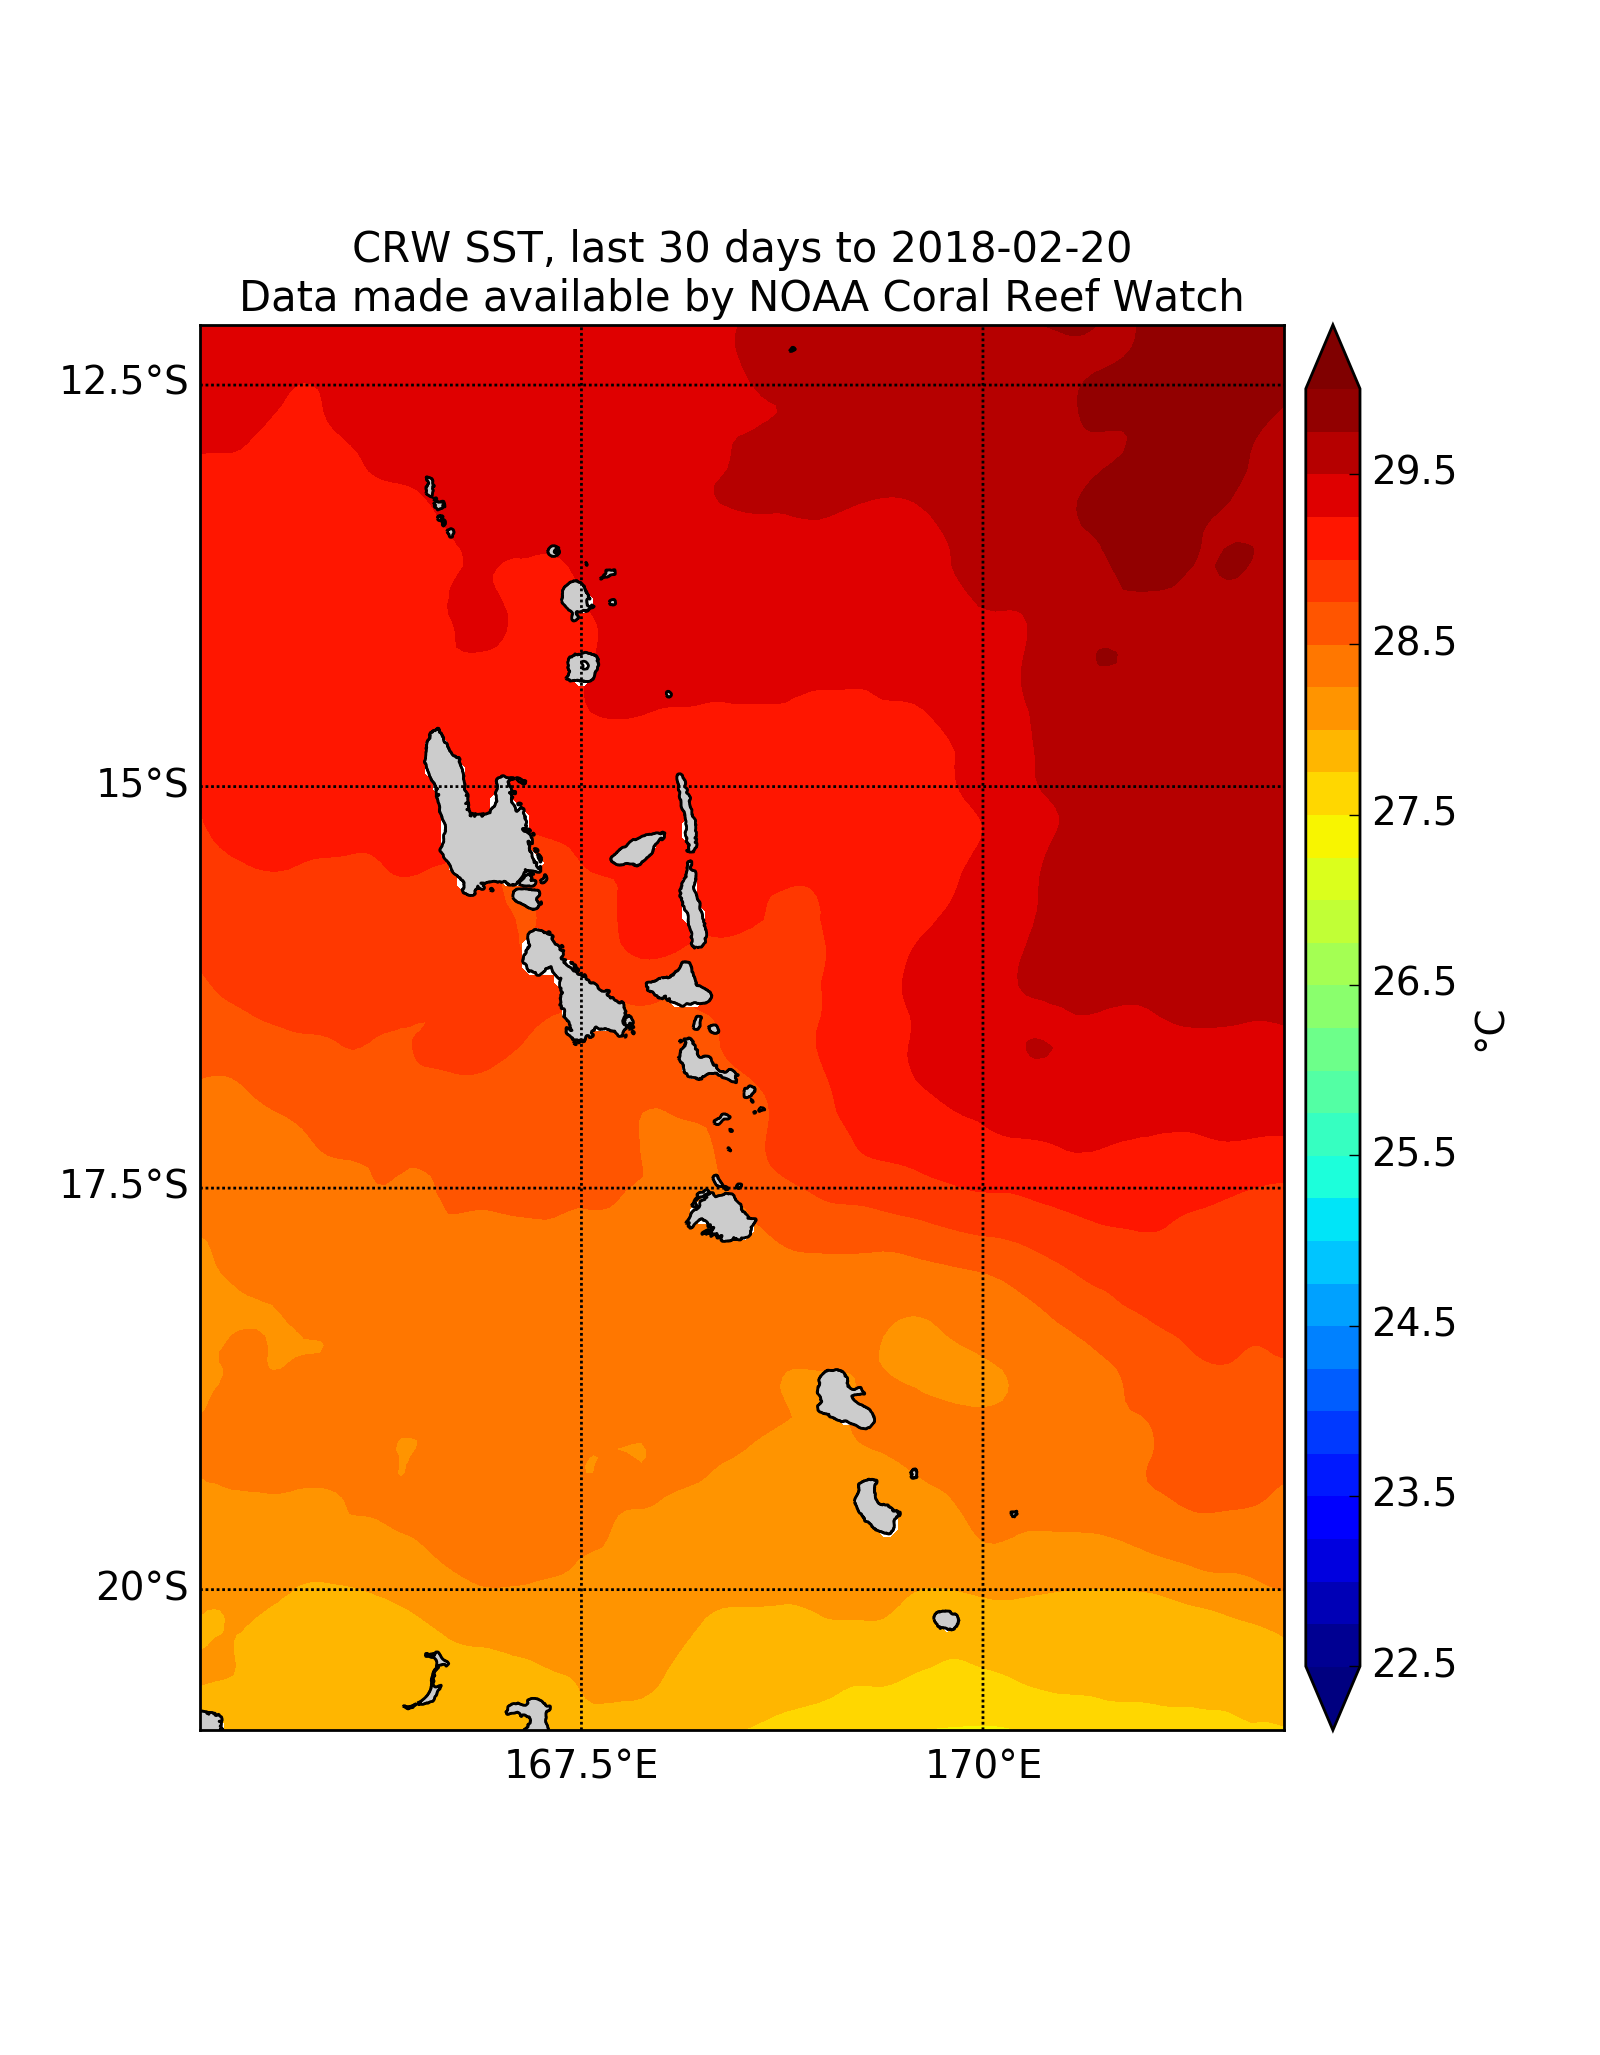 CRW SST, last 30 days to 2018-02-20
Data made available by NOAA Coral Reef Watch
12.5°S
15°S
17.5°S
20°S
167.5°E
170°E
29.5
28.5
27.5
26.5
25.5
24.5
23.5
22.5
°C